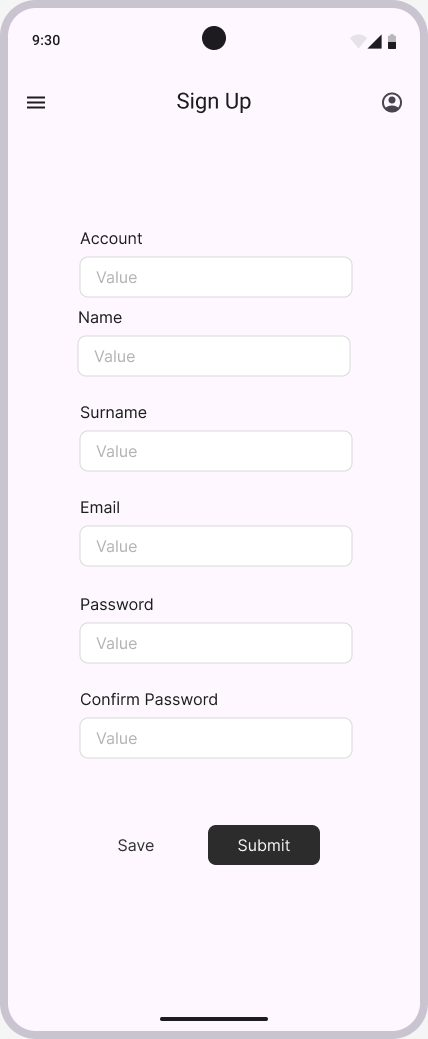 9:30
Sign Up
Account
Value
Name
Value
Surname
Value
Email
Value
Password
Value
Confirm Password
Value
Save
Submit